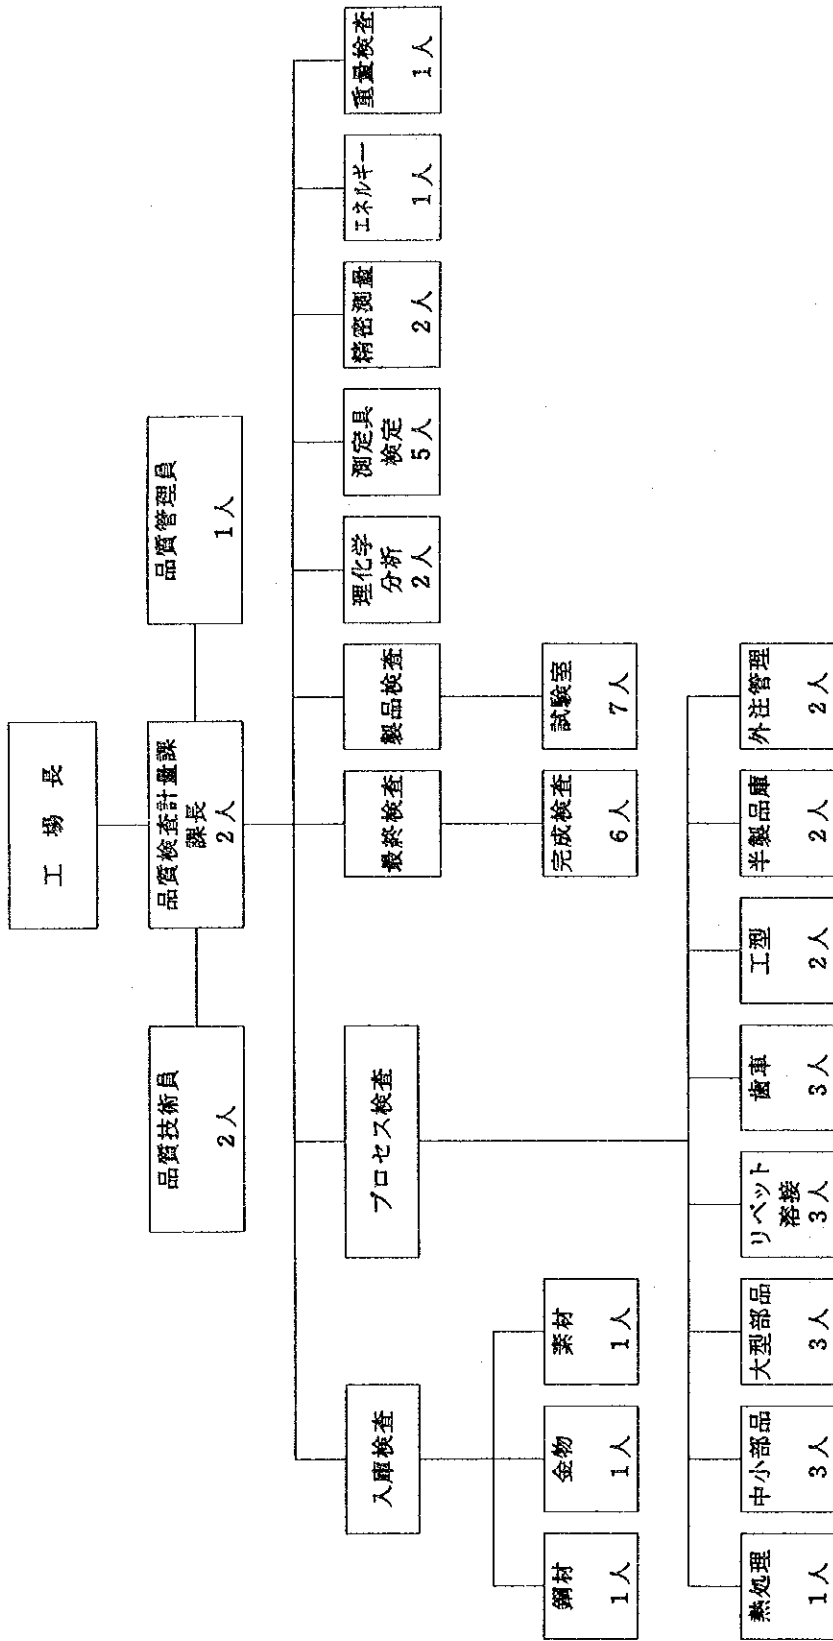 工場長
品質技術員
2人
品質検査計量課
課長
2人
品質管理員
1人
入庫検査
プロセス検査
最終検査
製品検査
理化学
分析
2人
測定具
検定
5人
精密測量
2人
エネルギー
1人
重量検査
1人
鋼材
1人
金物
1人
素材
1人
完成検査
6人
試験室
7人
熱処理
1人
中小部品
3人
大型部品
3人
リベット
溶接
3人
歯車
3人
工型
2人
半製品庫
2人
外注管理
2人